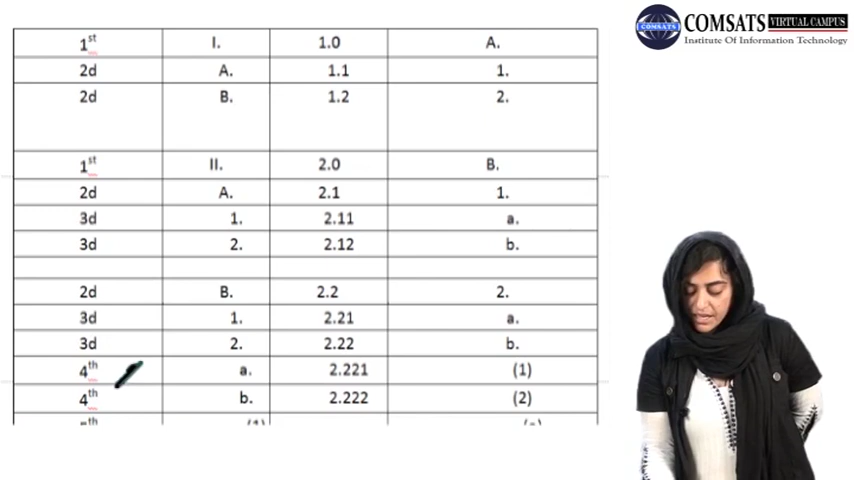 COMSATS VIRTUAL CAMPUS
Institute Of Information Technology
1st I. 1.0 A.
2d A. 1.1 1.
2d B. 1.2 2.
1st II. 2.0 B.
2d A. 2.1 1.
3d 1. 2.11 a.
3d 2. 2.12 b.
2d B. 2.2 2.
3d 1. 2.21 a.
3d 2. 2.22 b.
4th a. 2.221 (1)
4th b. 2.222 (2)